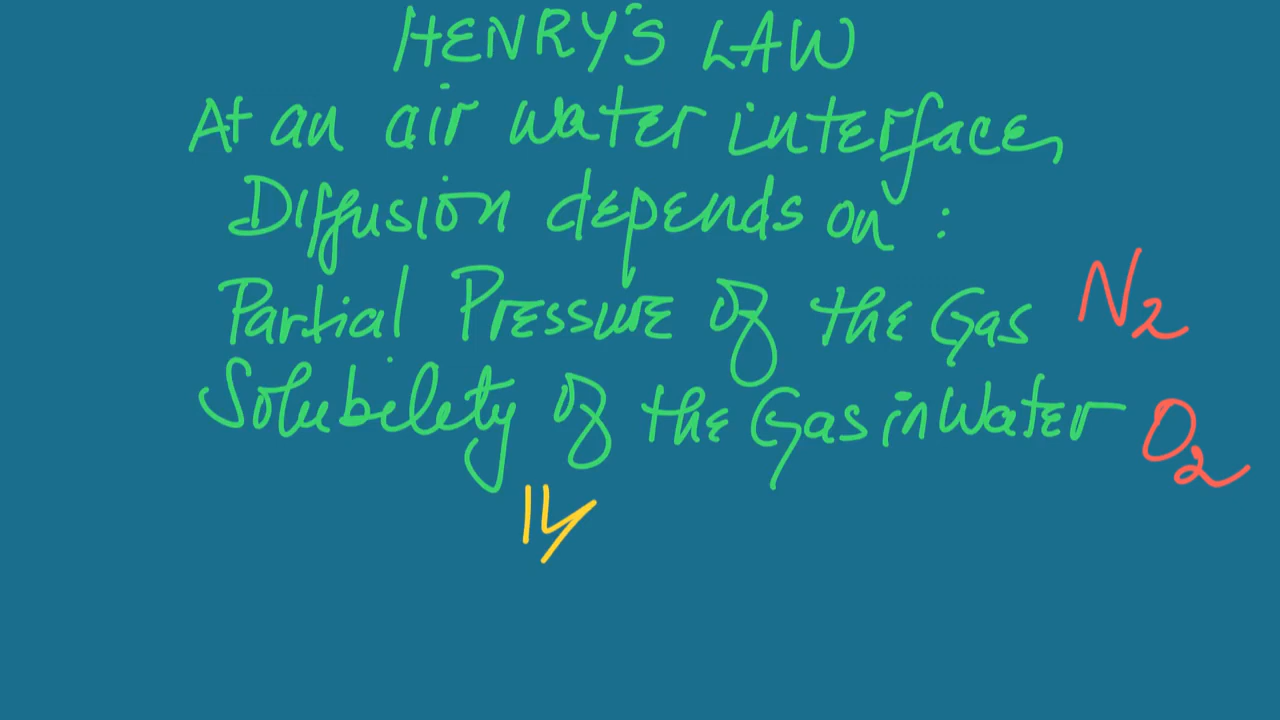 HENRY'S LAW
At an air water interface,
Diffusion depends on :
Partial Pressure of the Gas N2
Solubility of the Gas in Water O2